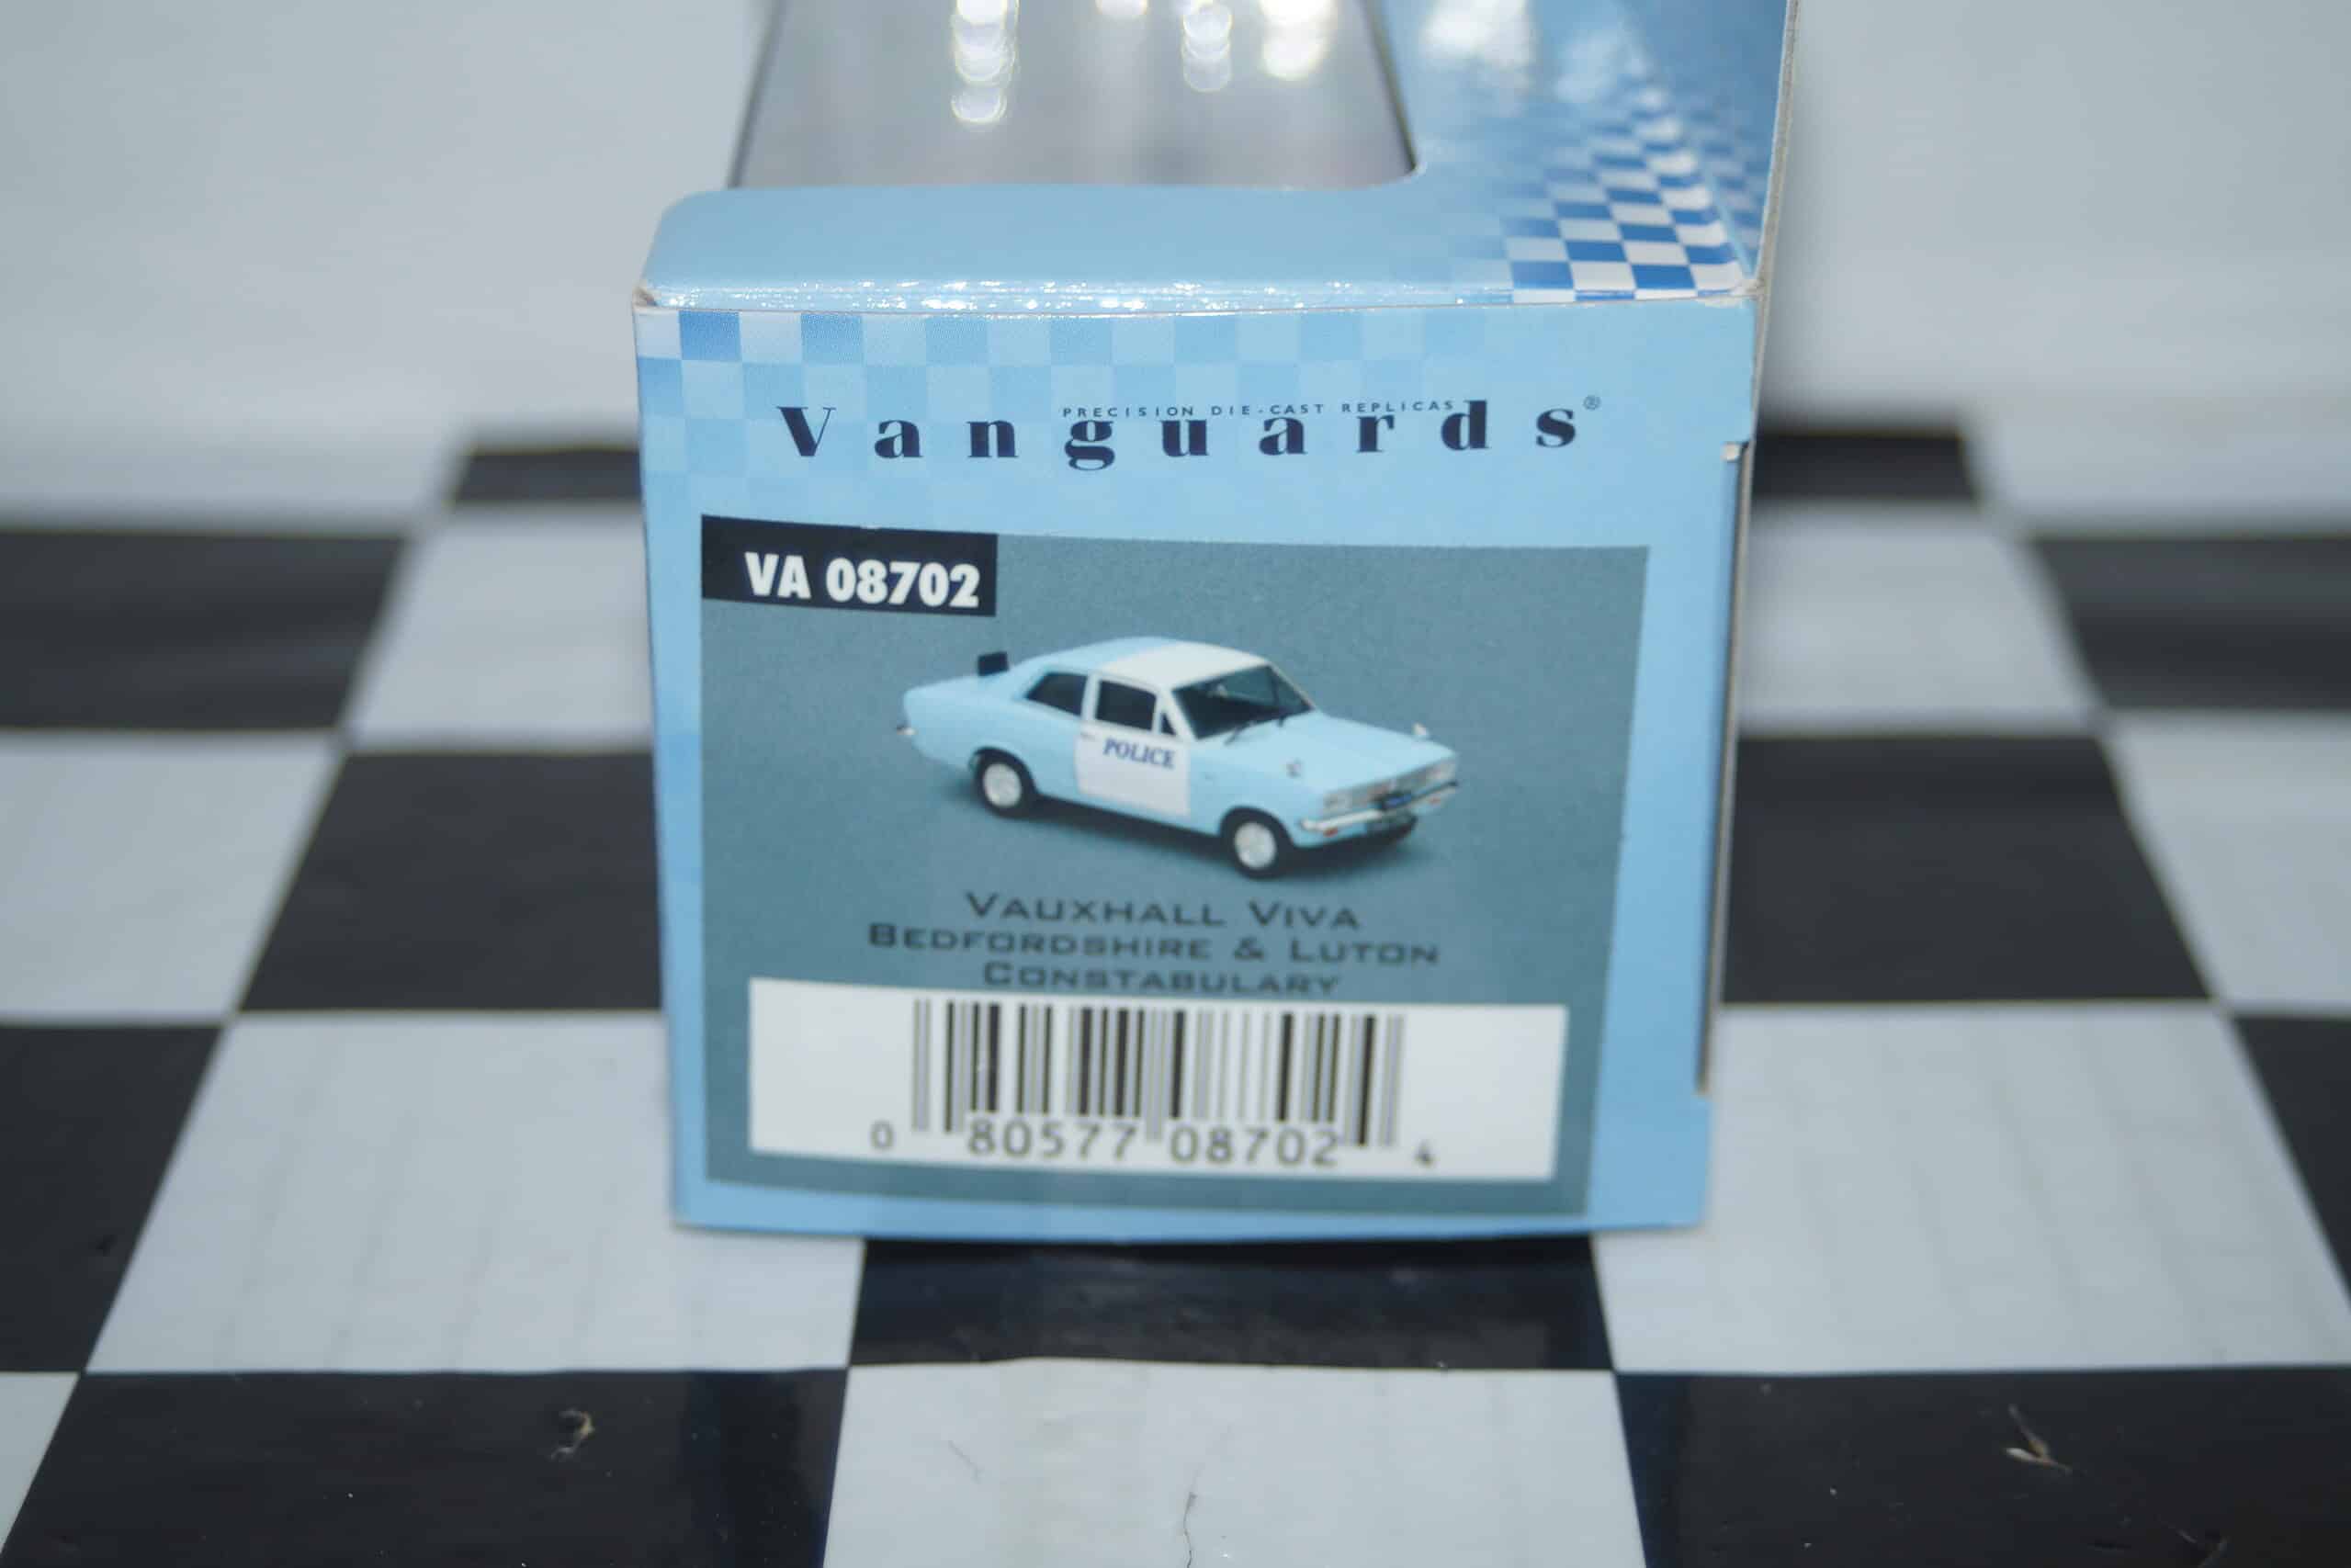 PRECISION DIE-CAST REPLICAS
Vanguards®
VA 08702
POLICE
VAUXHALL VIVA
BEDFORDSHIRE & LUTON
CONSTABULARY
0 80577 08702 4